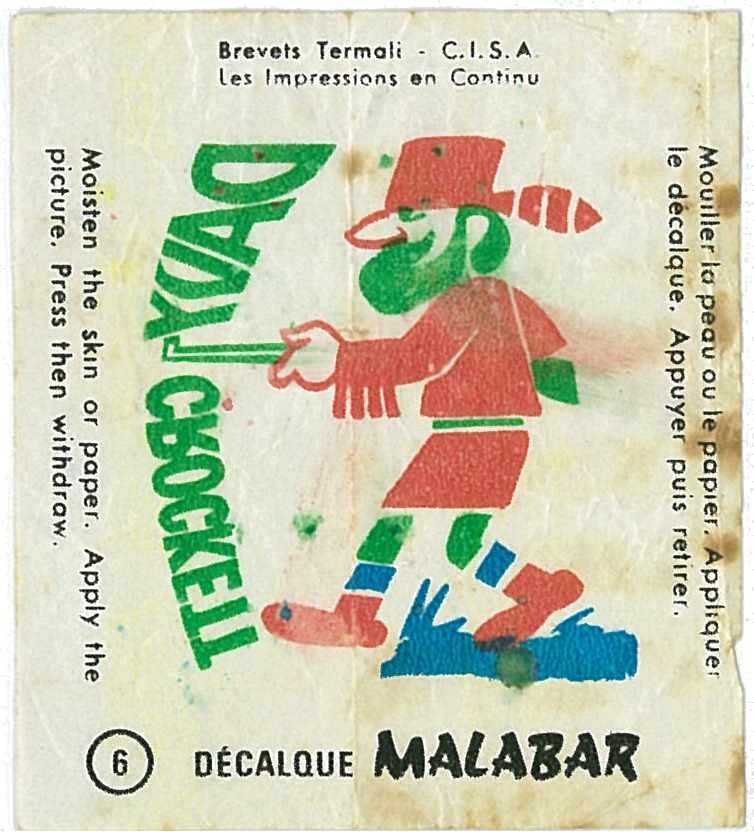 Brevets Termali - C.I.S.A.
Les Impressions en Continu
Mouiller la peau ou le papier. Appliquer
le décalque. Appuyer puis retirer.
DAVY
CROCKETT
Moisten the skin or paper. Apply the
picture. Press then withdraw.
6
DÉCALQUE MALABAR